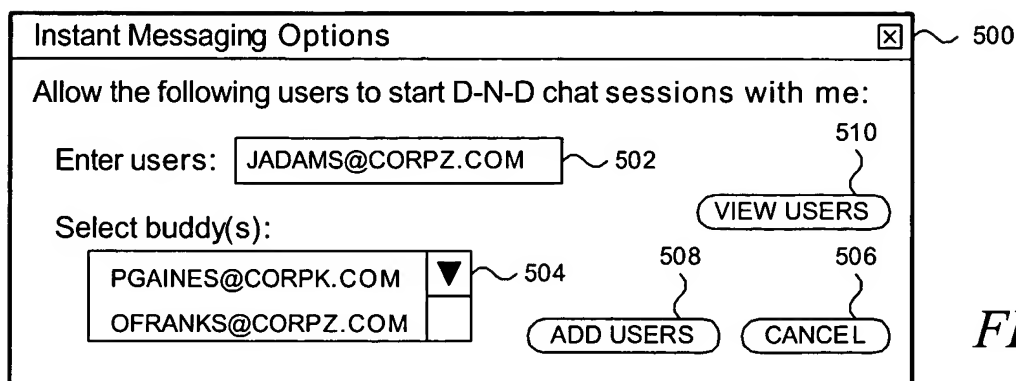 Instant Messaging Options
500
Allow the following users to start D-N-D chat sessions with me:
510
Enter users: JADAMS@CORPZ.COM 502
VIEW USERS
Select buddy(s):
PGAINES@CORPK.COM 504
508 506
OFRANKS@CORPZ.COM
ADD USERS CANCEL